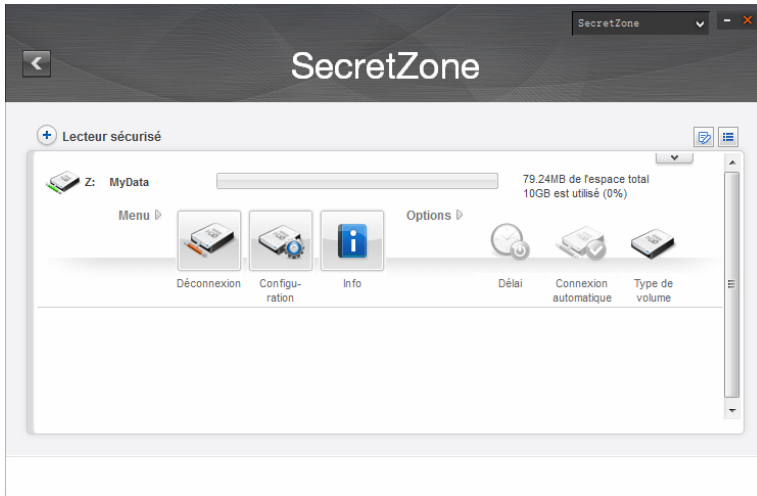 SecretZone
SecretZone
Lecteur sécurisé
Z: MyData
79.24MB de l'espace total
10GB est utilisé (0%)
Menu
Options
Déconnexion
Configu-
ration
Info
Délai
Connexion
automatique
Type de
volume